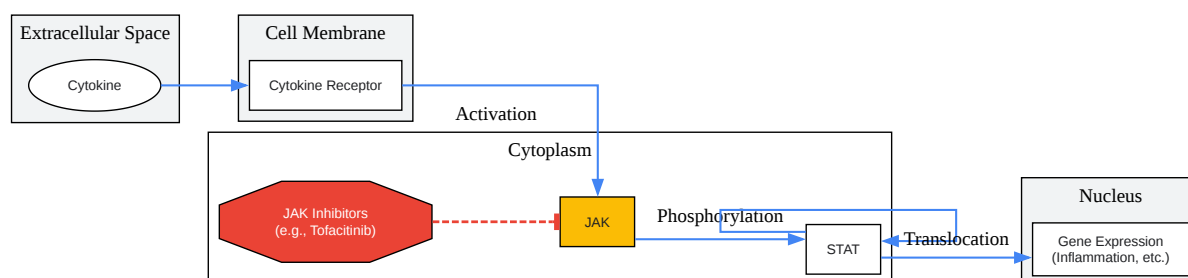 Extracellular Space
Cytokine
Cell Membrane
Cytokine Receptor
Activation
Cytoplasm
JAK Inhibitors
(e.g., Tofacitinib)
JAK
Phosphorylation
STAT
Translocation
Nucleus
Gene Expression
(Inflammation, etc.)